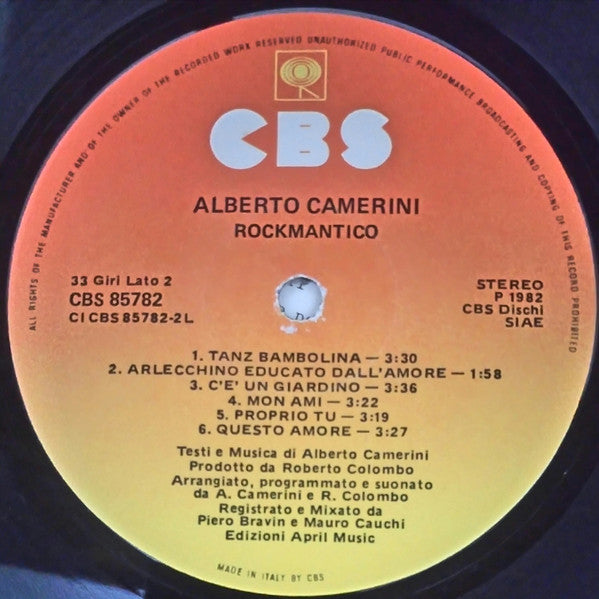 ALL RIGHTS OF THE MANUFACTURER AND OF THE OWNER OF THE RECORDED WORK RESERVED UNAUTHORIZED PUBLIC PERFORMANCE BROADCASTING AND COPYING OF THIS RECORD PROHIBITED
CBS
ALBERTO CAMERINI
ROCKMANTICO
33 Giri Lato 2
CBS 85782
CI CBS 85782-2L
STEREO
P 1982
CBS Dischi
SIAE
1. TANZ BAMBOLINA — 3:30
2. ARLECCHINO EDUCATO DALL'AMORE — 1:58
3. C'E' UN GIARDINO — 3:36
4. MON AMI — 3:22
5. PROPRIO TU — 3:19
6. QUESTO AMORE — 3:27
Testi e Musica di Alberto Camerini
Prodotto da Roberto Colombo
Arrangiato, programmato e suonato
da A. Camerini e R. Colombo
Registrato e Mixato da
Piero Bravin e Mauro Cauchi
Edizioni April Music
MADE IN ITALY BY CBS